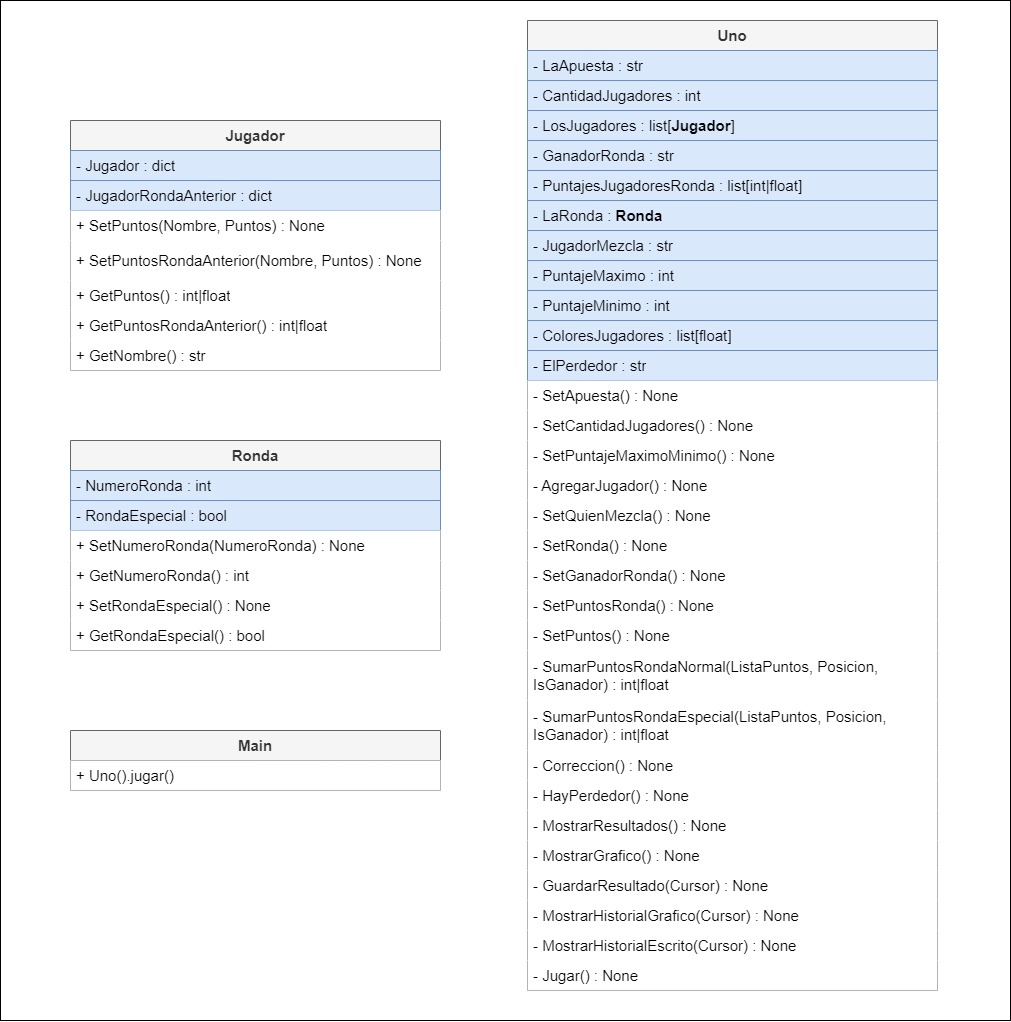 Jugador
- Jugador : dict
- JugadorRondaAnterior : dict
+ SetPuntos(Nombre, Puntos) : None
+ SetPuntosRondaAnterior(Nombre, Puntos) : None
+ GetPuntos() : int|float
+ GetPuntosRondaAnterior() : int|float
+ GetNombre() : str
Ronda
- NumeroRonda : int
- RondaEspecial : bool
+ SetNumeroRonda(NumeroRonda) : None
+ GetNumeroRonda() : int
+ SetRondaEspecial() : None
+ GetRondaEspecial() : bool
Main
+ Uno().jugar()
Uno
- LaApuesta : str
- CantidadJugadores : int
- LosJugadores : list[Jugador]
- GanadorRonda : str
- PuntajesJugadoresRonda : list[int|float]
- LaRonda : Ronda
- JugadorMezcla : str
- PuntajeMaximo : int
- PuntajeMinimo : int
- ColoresJugadores : list[float]
- ElPerdedor : str
- SetApuesta() : None
- SetCantidadJugadores() : None
- SetPuntajeMaximoMinimo() : None
- AgregarJugador() : None
- SetQuienMezcla() : None
- SetRonda() : None
- SetGanadorRonda() : None
- SetPuntosRonda() : None
- SetPuntos() : None
- SumarPuntosRondaNormal(ListaPuntos, Posicion,
IsGanador) : int|float
- SumarPuntosRondaEspecial(ListaPuntos, Posicion,
IsGanador) : int|float
- Correccion() : None
- HayPerdedor() : None
- MostrarResultados() : None
- MostrarGrafico() : None
- GuardarResultado(Cursor) : None
- MostrarHistorialGrafico(Cursor) : None
- MostrarHistorialEscrito(Cursor) : None
- Jugar() : None